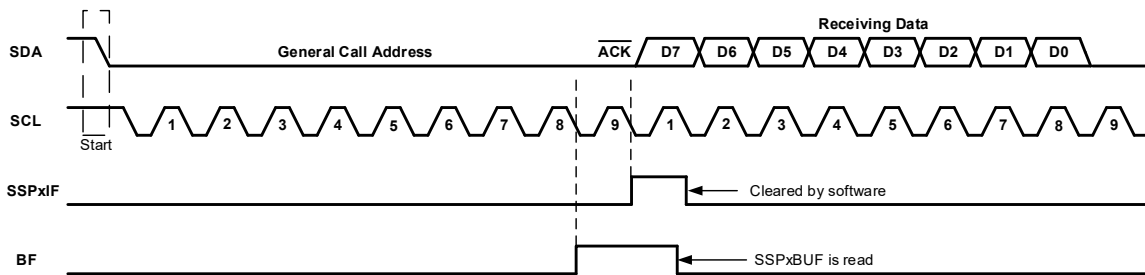 Receiving Data
SDA General Call Address ACK D7 D6 D5 D4 D3 D2 D1 D0
SCL 1 2 3 4 5 6 7 8 9 1 2 3 4 5 6 7 8 9
Start
SSPxIF Cleared by software
BF SSPxBUF is read